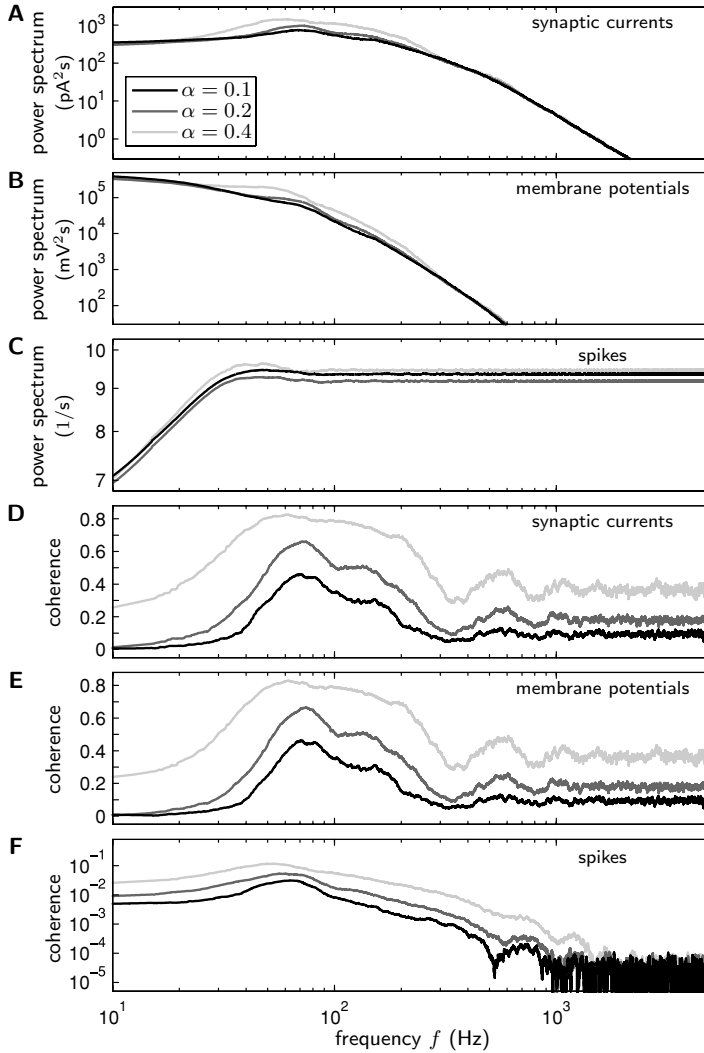 A
synaptic currents
power spectrum
(pA²s)
10³
10²
10¹
10⁰
α = 0.1
α = 0.2
α = 0.4
B
membrane potentials
power spectrum
(mV²s)
10⁵
10⁴
10³
10²
C
spikes
power spectrum
(1/s)
10
9
8
7
D
synaptic currents
coherence
0.8
0.6
0.4
0.2
0
E
membrane potentials
coherence
0.8
0.6
0.4
0.2
0
F
spikes
coherence
10⁻¹
10⁻²
10⁻³
10⁻⁴
10⁻⁵
10¹ 10² 10³
frequency f (Hz)